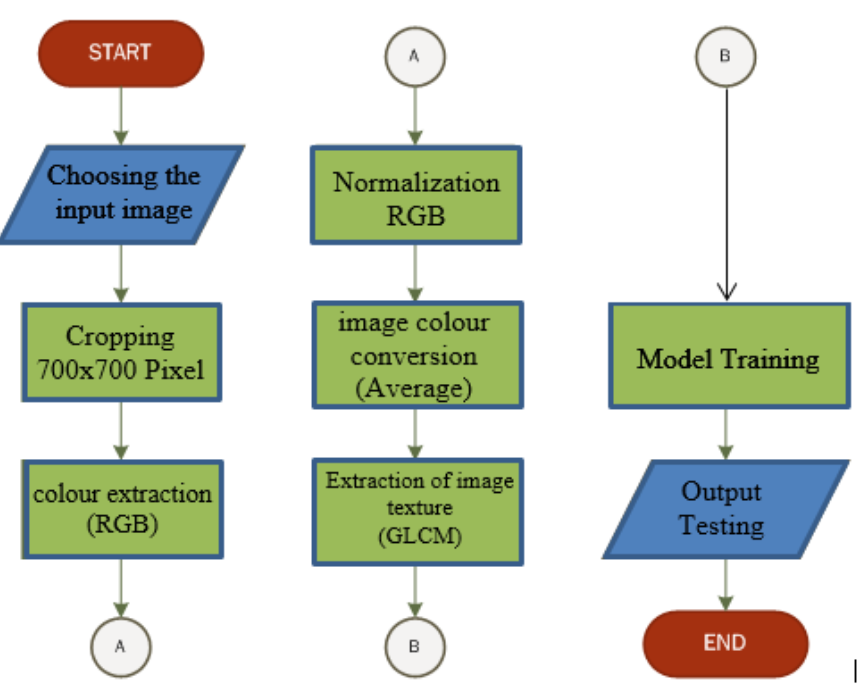 START
Choosing the
input image
Cropping
700x700 Pixel
colour extraction
(RGB)
A
A
Normalization
RGB
image colour
conversion
(Average)
Extraction of image
texture
(GLCM)
B
B
Model Training
Output
Testing
END